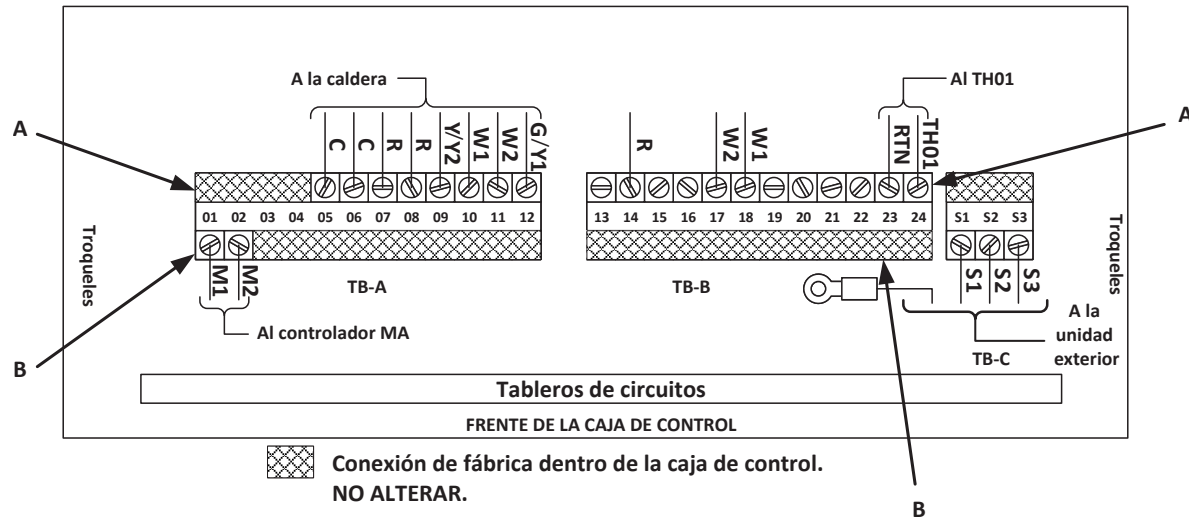 A la caldera
Al TH01
A
A
C
C
R
R
Y/Y2
W1
W2
G/Y1
R
W2
W1
RTN
TH01
01 02 03 04 05 06 07 08 09 10 11 12
13 14 15 16 17 18 19 20 21 22 23 24
S1 S2 S3
Troqueles
Troqueles
M1
M2
TB-A
TB-B
S1
S2
S3
Al controlador MA
A la
unidad
exterior
TB-C
B
Tableros de circuitos
FRENTE DE LA CAJA DE CONTROL
Conexión de fábrica dentro de la caja de control.
NO ALTERAR.
B